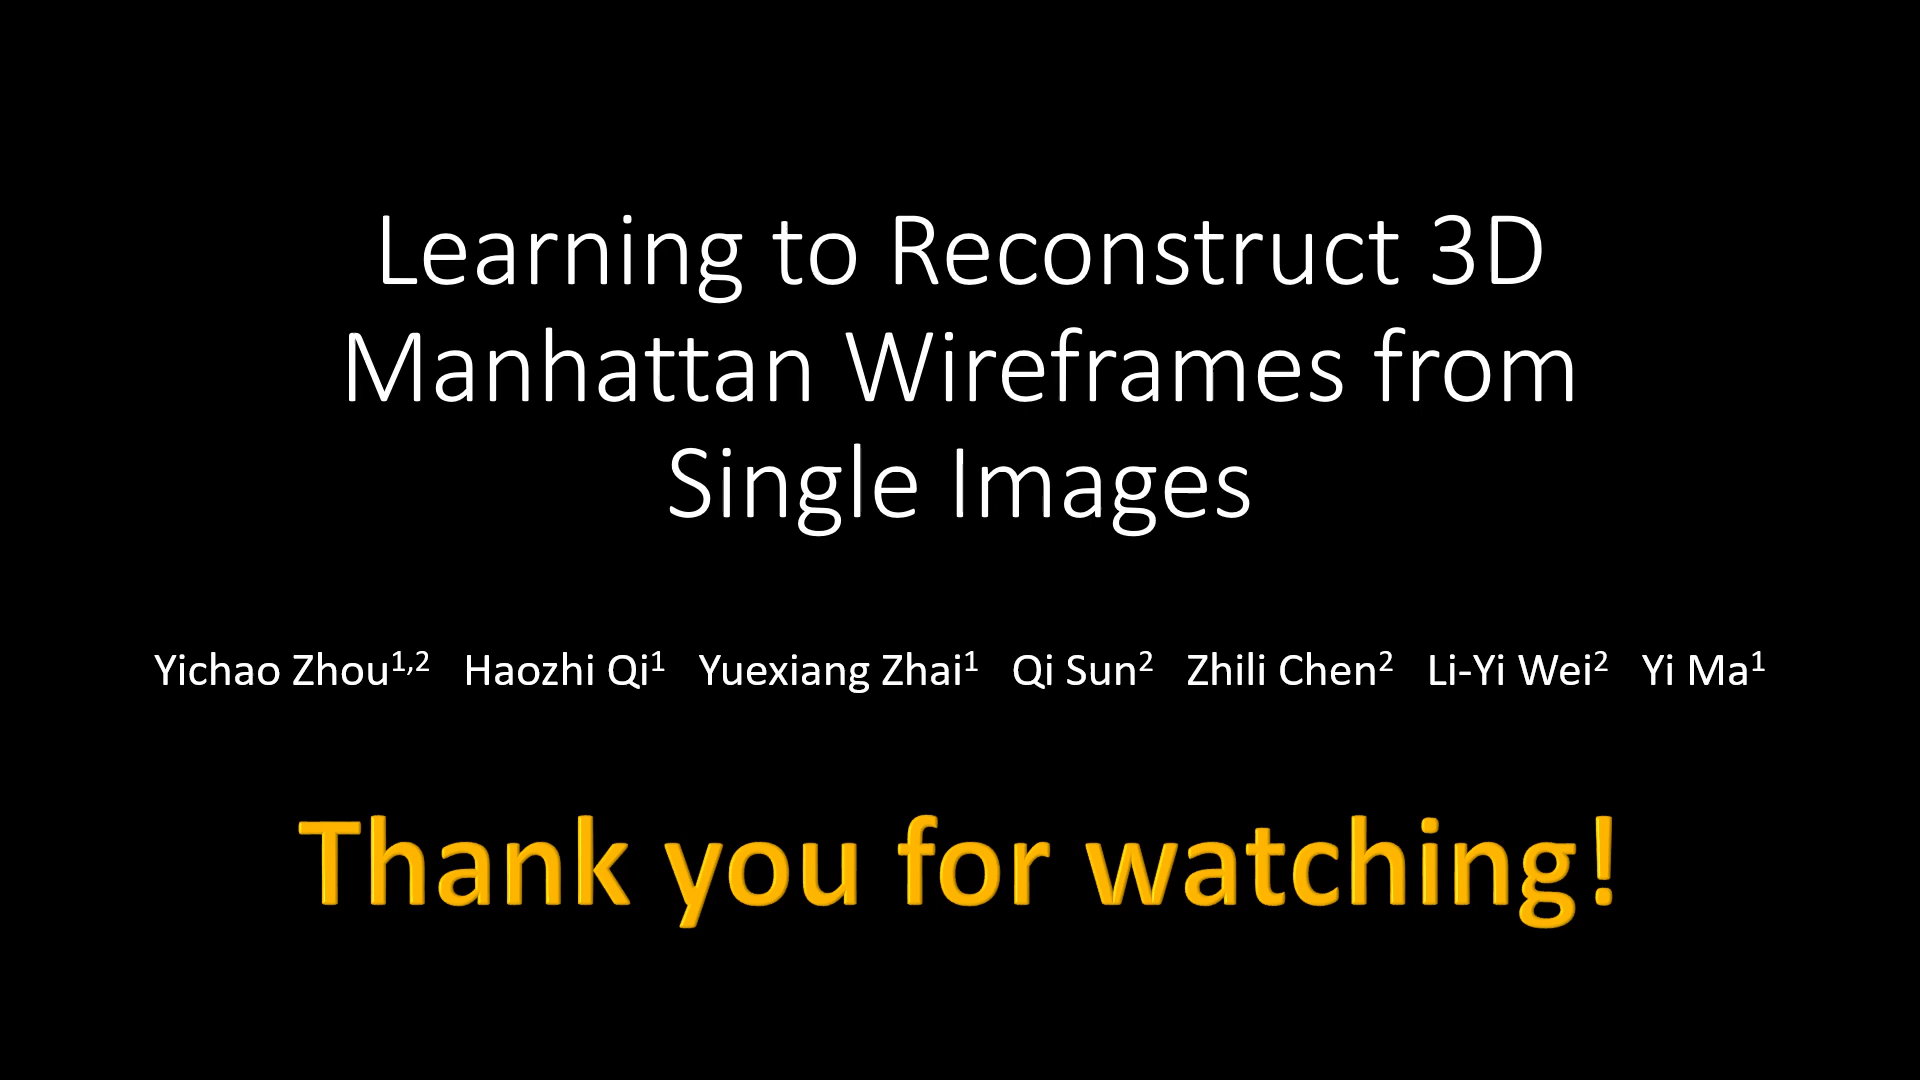 Learning to Reconstruct 3D
Manhattan Wireframes from
Single Images
Yichao Zhou¹,² Haozhi Qi¹ Yuexiang Zhai¹ Qi Sun² Zhili Chen² Li-Yi Wei² Yi Ma¹
Thank you for watching!